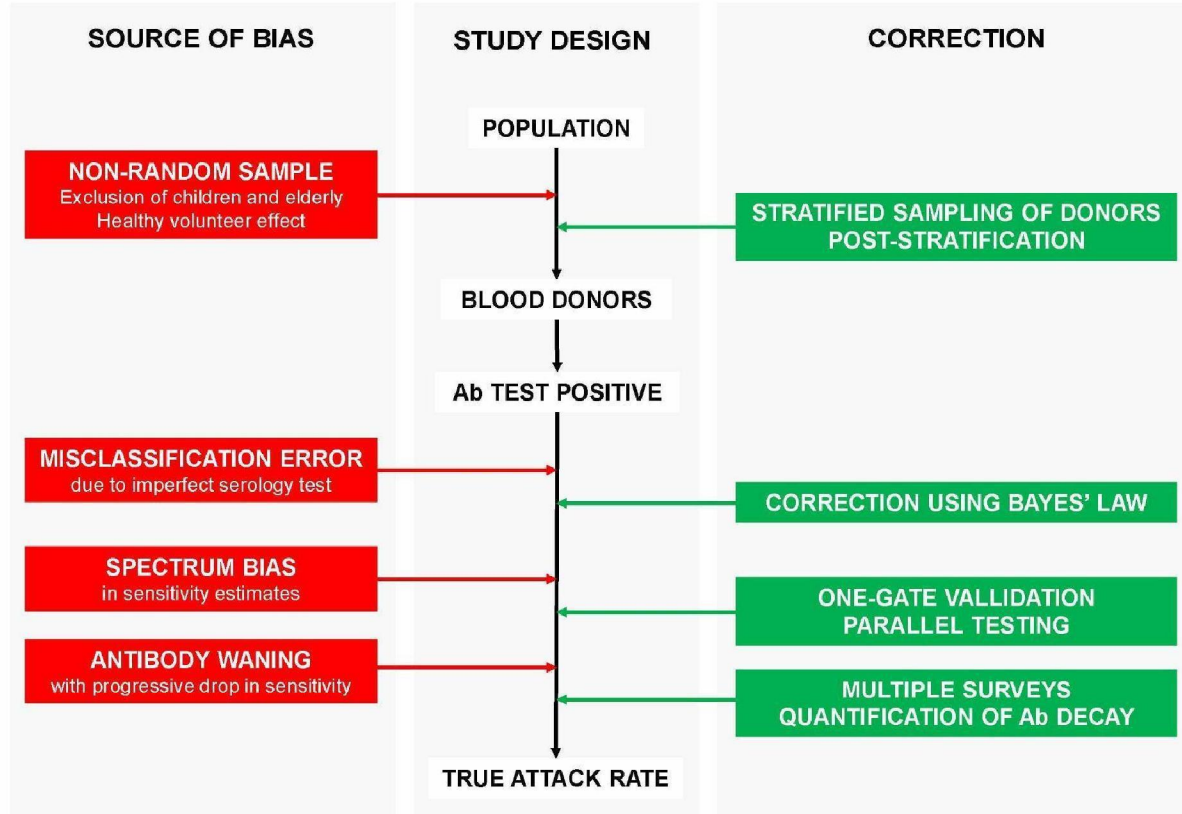 SOURCE OF BIAS
STUDY DESIGN
CORRECTION
POPULATION
NON-RANDOM SAMPLE
Exclusion of children and elderly
Healthy volunteer effect
STRATIFIED SAMPLING OF DONORS
POST-STRATIFICATION
BLOOD DONORS
Ab TEST POSITIVE
MISCLASSIFICATION ERROR
due to imperfect serology test
CORRECTION USING BAYES’ LAW
SPECTRUM BIAS
in sensitivity estimates
ONE-GATE VALLIDATION
PARALLEL TESTING
ANTIBODY WANING
with progressive drop in sensitivity
MULTIPLE SURVEYS
QUANTIFICATION OF Ab DECAY
TRUE ATTACK RATE